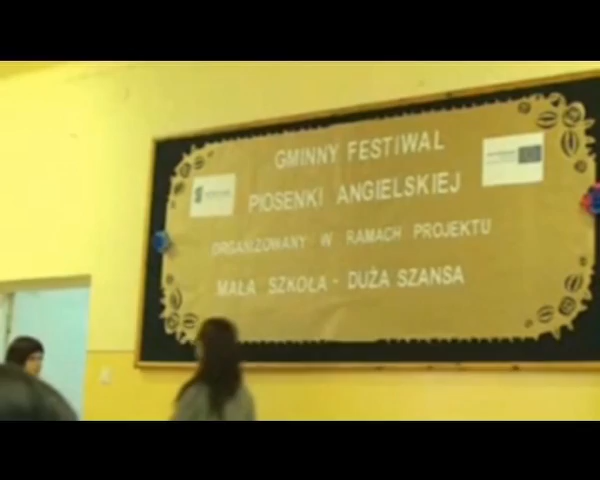 GMINNY FESTIWAL
PIOSENKI ANGIELSKIEJ
ORGANIZOWANY W RAMACH PROJEKTU
MAŁA SZKOŁA - DUŻA SZANSA